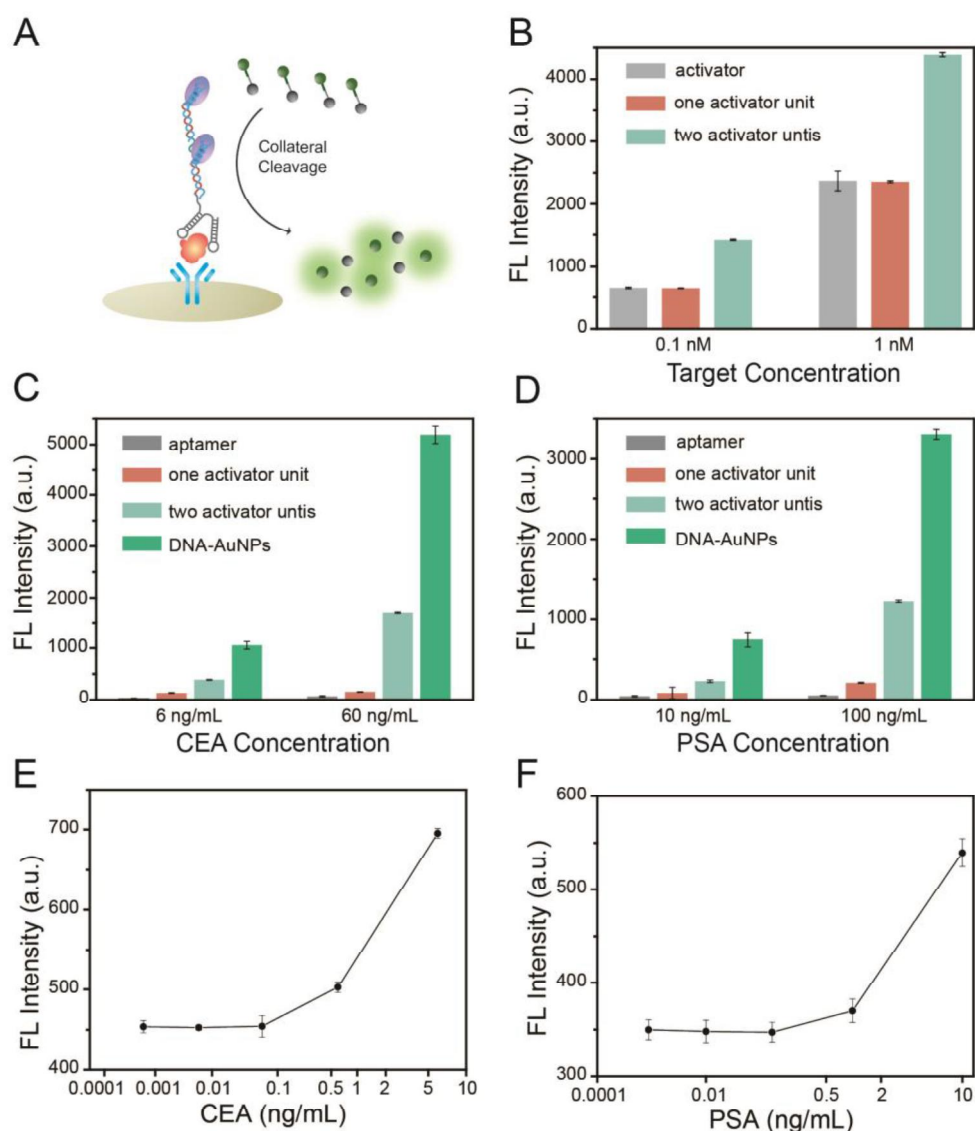 A
Collateral
Cleavage
B
FL Intensity (a.u.)
4000
3000
2000
1000
0
activator
one activator unit
two activator untis
0.1 nM
1 nM
Target Concentration
C
FL Intensity (a.u.)
5000
4000
3000
2000
1000
0
aptamer
one activator unit
two activator untis
DNA-AuNPs
6 ng/mL
60 ng/mL
CEA Concentration
D
FL Intensity (a.u.)
3000
2000
1000
0
aptamer
one activator unit
two activator untis
DNA-AuNPs
10 ng/mL
100 ng/mL
PSA Concentration
E
FL Intensity (a.u.)
700
600
500
400
0.0001
0.001
0.01
0.1
0.5
1
2
5
10
CEA (ng/mL)
F
FL Intensity (a.u.)
600
500
400
300
0.0001
0.01
0.5
2
10
PSA (ng/mL)